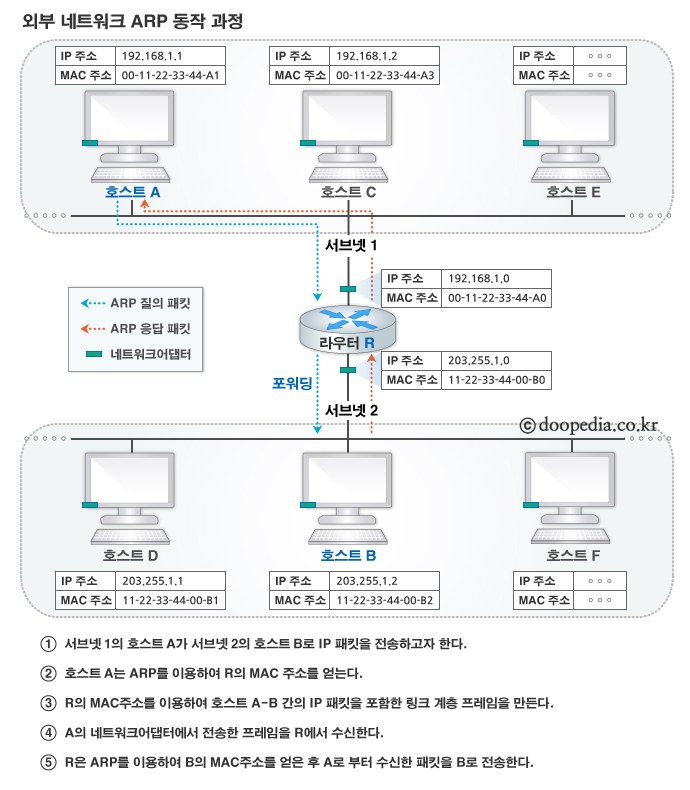 외부 네트워크 ARP 동작 과정
IP 주소 192.168.1.1
MAC 주소 00-11-22-33-44-A1
IP 주소 192.168.1.2
MAC 주소 00-11-22-33-44-A3
IP 주소 ○○○
MAC 주소 ○○○
호스트 A
호스트 C
호스트 E
서브넷 1
IP 주소 192.168.1.0
MAC 주소 00-11-22-33-44-A0
ARP 질의 패킷
ARP 응답 패킷
네트워크어댑터
라우터 R
IP 주소 203.255.1.0
MAC 주소 11-22-33-44-00-B0
포워딩
서브넷 2
ⓒdoopedia.co.kr
호스트 D
호스트 B
호스트 F
IP 주소 203.255.1.1
MAC 주소 11-22-33-44-00-B1
IP 주소 203.255.1.2
MAC 주소 11-22-33-44-00-B2
IP 주소 ○○○
MAC 주소 ○○○
① 서브넷 1의 호스트 A가 서브넷 2의 호스트 B로 IP 패킷을 전송하고자 한다.
② 호스트 A는 ARP를 이용하여 R의 MAC 주소를 얻는다.
③ R의 MAC주소를 이용하여 호스트 A-B 간의 IP 패킷을 포함한 링크 계층 프레임을 만든다.
④ A의 네트워크어댑터에서 전송한 프레임을 R에서 수신한다.
⑤ R은 ARP를 이용하여 B의 MAC주소를 얻은 후 A로 부터 수신한 패킷을 B로 전송한다.